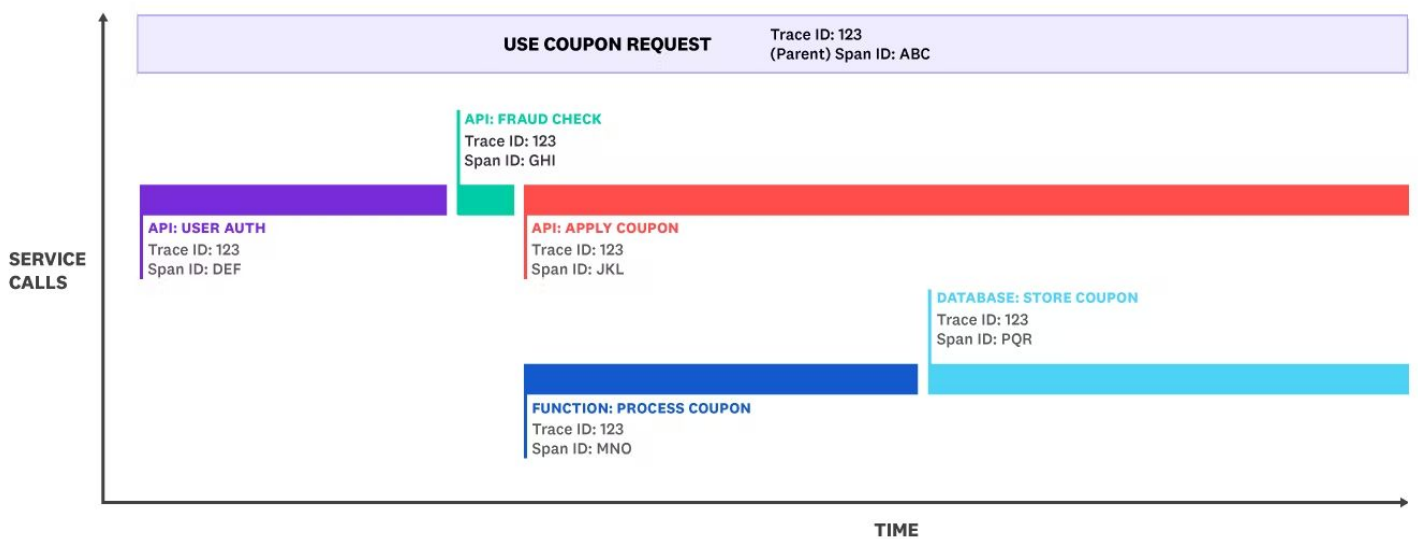 USE COUPON REQUEST
Trace ID: 123
(Parent) Span ID: ABC
API: FRAUD CHECK
Trace ID: 123
Span ID: GHI
API: USER AUTH
Trace ID: 123
Span ID: DEF
API: APPLY COUPON
Trace ID: 123
Span ID: JKL
SERVICE
CALLS
DATABASE: STORE COUPON
Trace ID: 123
Span ID: PQR
FUNCTION: PROCESS COUPON
Trace ID: 123
Span ID: MNO
TIME